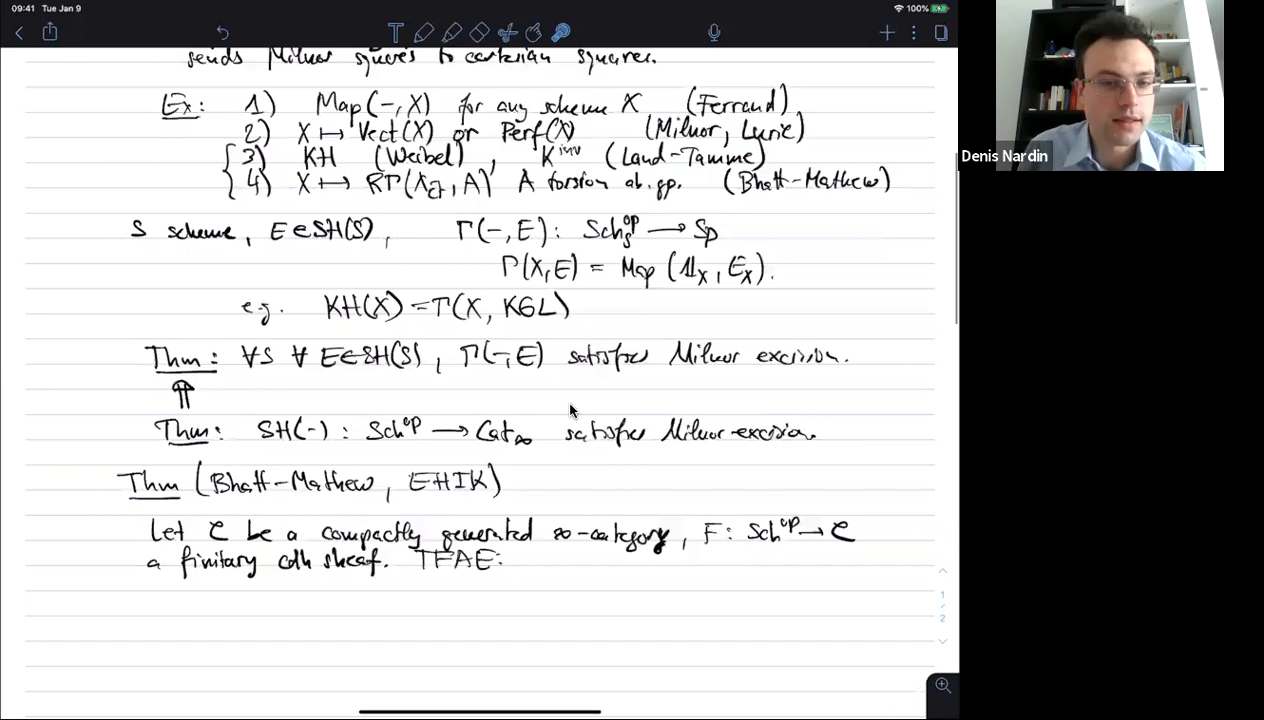 09:41 Tue Jan 9
100%
sends Milnor squares to cartesian squares.
Ex: 1) Map(-, X) for any scheme X (Ferrand)
2) X ↦ Vect(X) or Perf(X) (Milnor, Lurie)
3) KH (Weibel), K^inv (Land-Tamme)
4) X ↦ RΓ(X_ét, A) A torsion ab. gp. (Bhatt-Mathew)
S scheme, E∈SH(S), Γ(-,E): Sch_S^op → Sp
Γ(X,E) = Map(𝟙_X, E_X).
e.g. KH(X) = Γ(X, KGL)
Thm: ∀S ∀ E∈SH(S), Γ(-,E) satisfies Milnor excision.
⇑
Thm: SH(-): Sch^op → Cat_∞ satisfies Milnor excision.
Thm (Bhatt-Mathew, EHIK)
Let C be a compactly generated ∞-category, F: Sch^op → C
a finitary cdh sheaf. TFAE:
Denis Nardin
1
/
2